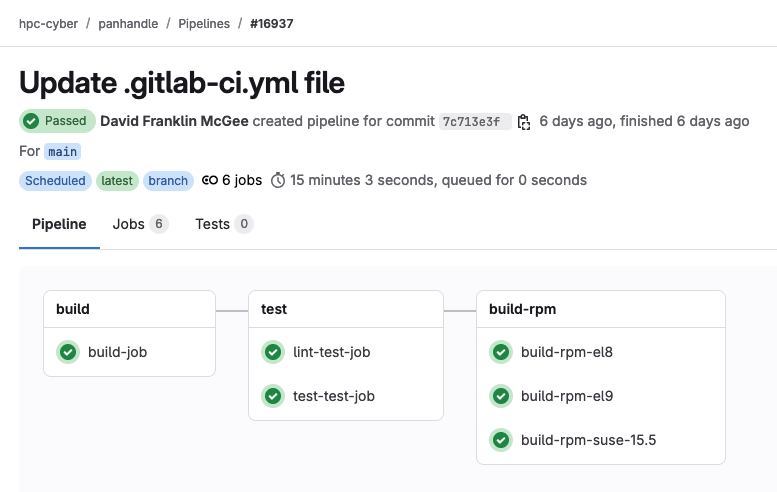 hpc-cyber / panhandle / Pipelines / #16937
Update .gitlab-ci.yml file
Passed David Franklin McGee created pipeline for commit 7c713e3f 6 days ago, finished 6 days ago
For main
Scheduled latest branch 6 jobs 15 minutes 3 seconds, queued for 0 seconds
Pipeline Jobs 6 Tests 0
build
build-job
test
lint-test-job
test-test-job
build-rpm
build-rpm-el8
build-rpm-el9
build-rpm-suse-15.5